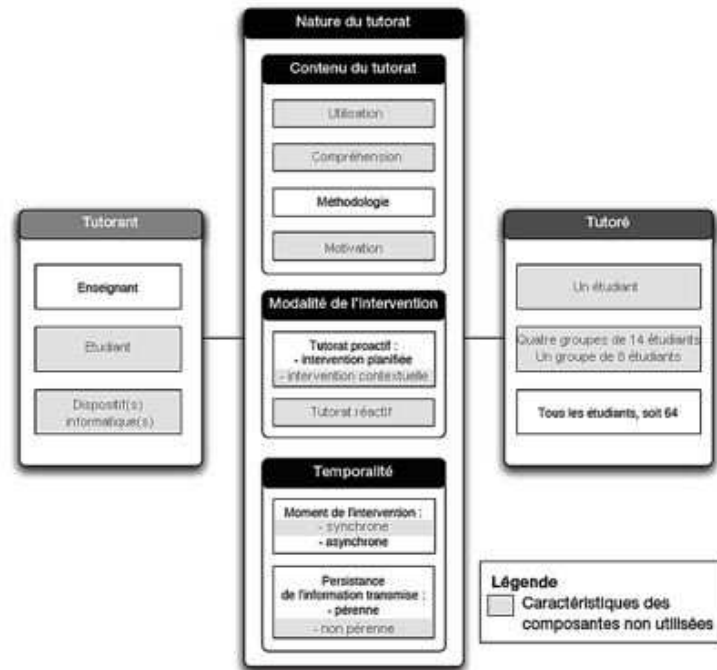 Nature du tutorat
Contenu du tutorat
Utilisation
Compréhension
Méthodologie
Motivation
Tutorant
Enseignant
Etudiant
Dispositif(s)
informatique(s)
Modalité de l'intervention
Tutorat proactif :
- intervention planifiée
- intervention contextuelle
Tutorat réactif
Temporalité
Moment de l'intervention :
- synchrone
- asynchrone
Persistance
de l'information transmise :
- pérenne
- non pérenne
Tutoré
Un étudiant
Quatre groupes de 14 étudiants
Un groupe de 8 étudiants
Tous les étudiants, soit 64
Légende
Caractéristiques des
composantes non utilisées